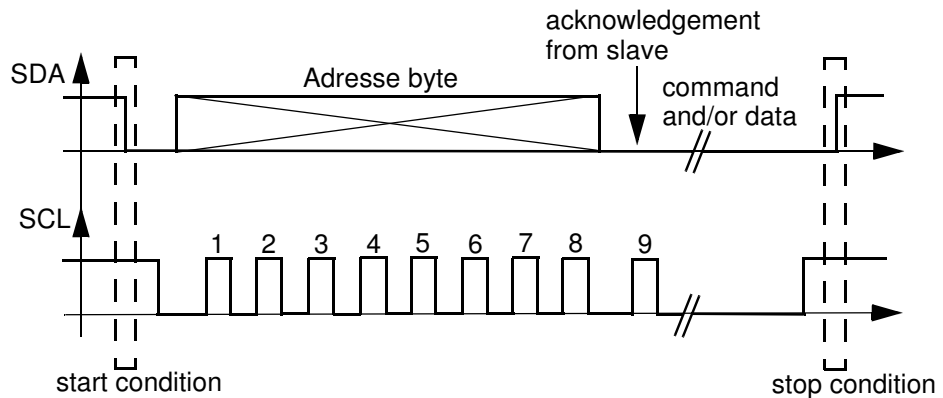 acknowledgement
from slave
SDA
Adresse byte
command
and/or data
SCL
1 2 3 4 5 6 7 8 9
start condition
stop condition